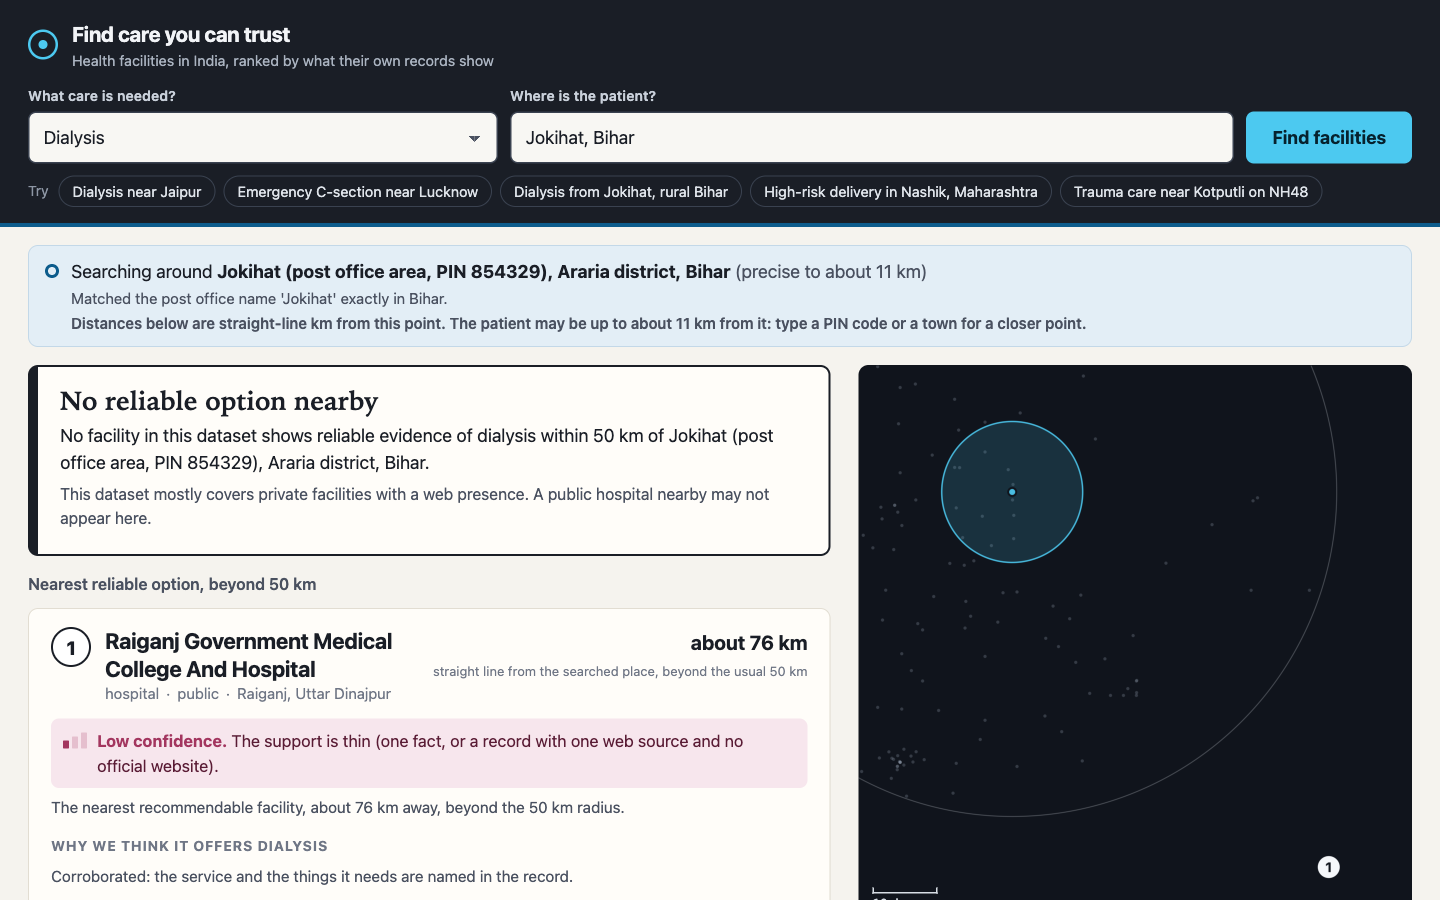 Find care you can trust
Health facilities in India, ranked by what their own records show
What care is needed?
Where is the patient?
Dialysis
Jokihat, Bihar
Find facilities
Try
Dialysis near Jaipur
Emergency C-section near Lucknow
Dialysis from Jokihat, rural Bihar
High-risk delivery in Nashik, Maharashtra
Trauma care near Kotputli on NH48
Searching around Jokihat (post office area, PIN 854329), Araria district, Bihar (precise to about 11 km)
Matched the post office name 'Jokihat' exactly in Bihar.
Distances below are straight-line km from this point. The patient may be up to about 11 km from it: type a PIN code or a town for a closer point.
No reliable option nearby
No facility in this dataset shows reliable evidence of dialysis within 50 km of Jokihat (post
office area, PIN 854329), Araria district, Bihar.
This dataset mostly covers private facilities with a web presence. A public hospital nearby may not
appear here.
Nearest reliable option, beyond 50 km
1
Raiganj Government Medical
College And Hospital
about 76 km
straight line from the searched place, beyond the usual 50 km
hospital · public · Raiganj, Uttar Dinajpur
Low confidence. The support is thin (one fact, or a record with one web source and no
official website).
The nearest recommendable facility, about 76 km away, beyond the 50 km radius.
WHY WE THINK IT OFFERS DIALYSIS
Corroborated: the service and the things it needs are named in the record.
1